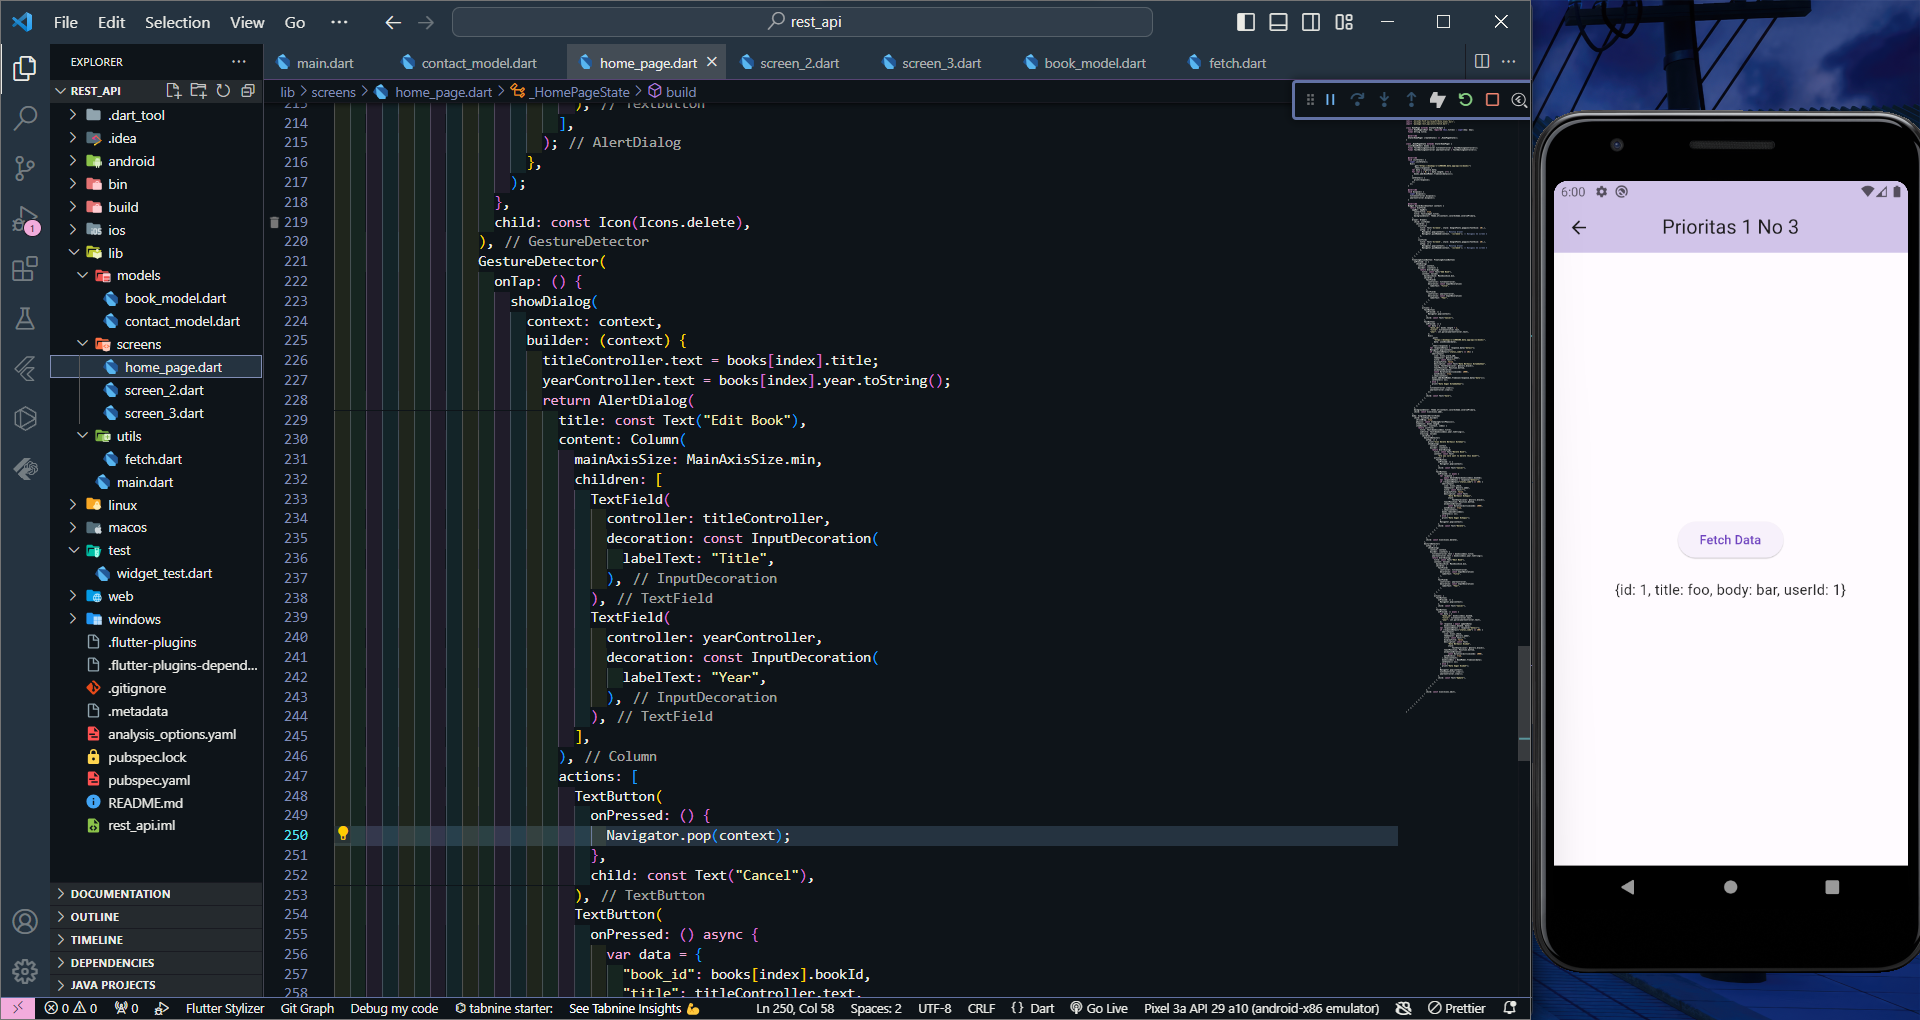 File Edit Selection View Go ···
rest_api
EXPLORER ···
main.dart
contact_model.dart
home_page.dart
screen_2.dart
screen_3.dart
book_model.dart
fetch.dart
REST_API
lib > screens > home_page.dart > _HomePageState > build
.dart_tool
.idea
android
bin
build
ios
lib
models
book_model.dart
contact_model.dart
screens
home_page.dart
screen_2.dart
screen_3.dart
utils
fetch.dart
main.dart
linux
macos
test
widget_test.dart
web
windows
.flutter-plugins
.flutter-plugins-depend...
.gitignore
.metadata
analysis_options.yaml
pubspec.lock
pubspec.yaml
README.md
rest_api.iml
DOCUMENTATION
OUTLINE
TIMELINE
DEPENDENCIES
JAVA PROJECTS
1
213 ), // TextButton
214 ],
215 ); // AlertDialog
216 },
217 );
218 },
219 child: const Icon(Icons.delete),
220 ), // GestureDetector
221 GestureDetector(
222 onTap: () {
223 showDialog(
224 context: context,
225 builder: (context) {
226 titleController.text = books[index].title;
227 yearController.text = books[index].year.toString();
228 return AlertDialog(
229 title: const Text("Edit Book"),
230 content: Column(
231 mainAxisSize: MainAxisSize.min,
232 children: [
233 TextField(
234 controller: titleController,
235 decoration: const InputDecoration(
236 labelText: "Title",
237 ), // InputDecoration
238 ), // TextField
239 TextField(
240 controller: yearController,
241 decoration: const InputDecoration(
242 labelText: "Year",
243 ), // InputDecoration
244 ), // TextField
245 ],
246 ), // Column
247 actions: [
248 TextButton(
249 onPressed: () {
250 Navigator.pop(context);
251 },
252 child: const Text("Cancel"),
253 ), // TextButton
254 TextButton(
255 onPressed: () async {
256 var data = {
257 "book_id": books[index].bookId,
258 "title": titleController.text,
6:00
Prioritas 1 No 3
Fetch Data
{id: 1, title: foo, body: bar, userId: 1}
0 0 0 Flutter Stylizer Git Graph Debug my code tabnine starter: See Tabnine Insights Ln 250, Col 58 Spaces: 2 UTF-8 CRLF {} Dart Go Live Pixel 3a API 29 a10 (android-x86 emulator) Prettier